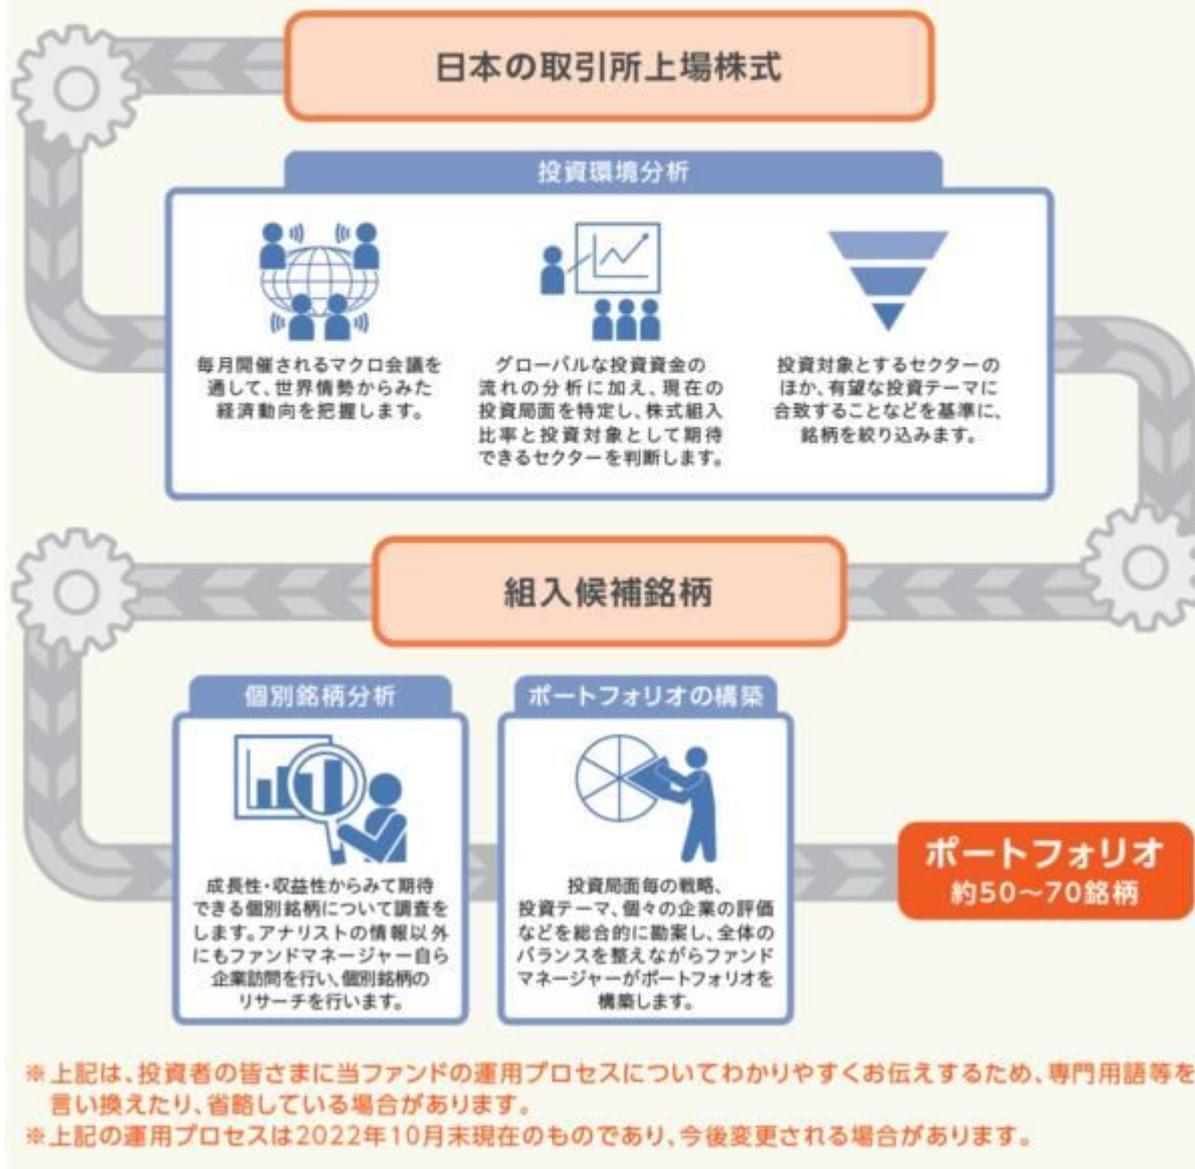 日本の取引所上場株式
投資環境分析
毎月開催されるマクロ会議を
通して、世界情勢からみた
経済動向を把握します。
グローバルな投資資金の
流れの分析に加え、現在の
投資局面を特定し、株式組入
比率と投資対象として期待
できるセクターを判断します。
投資対象とするセクターの
ほか、有望な投資テーマに
合致することなどを基準に、
銘柄を絞り込みます。
組入候補銘柄
個別銘柄分析
成長性・収益性からみて期待
できる個別銘柄について調査を
します。アナリストの情報以外
にもファンドマネージャー自ら
企業訪問を行い、個別銘柄の
リサーチを行います。
ポートフォリオの構築
投資局面毎の戦略、
投資テーマ、個々の企業の評価
などを総合的に勘案し、全体の
バランスを整えながらファンド
マネージャーがポートフォリオを
構築します。
ポートフォリオ
約50～70銘柄
※上記は、投資者の皆さまに当ファンドの運用プロセスについてわかりやすくお伝えするため、専門用語等を
言い換えたり、省略している場合があります。
※上記の運用プロセスは2022年10月末現在のものであり、今後変更される場合があります。